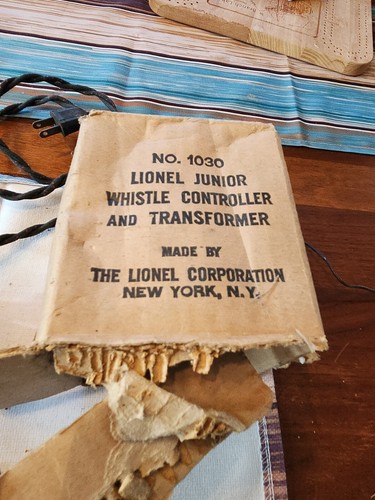 NO. 1030
LIONEL JUNIOR
WHISTLE CONTROLLER
AND TRANSFORMER
MADE BY
THE LIONEL CORPORATION
NEW YORK, N.Y.